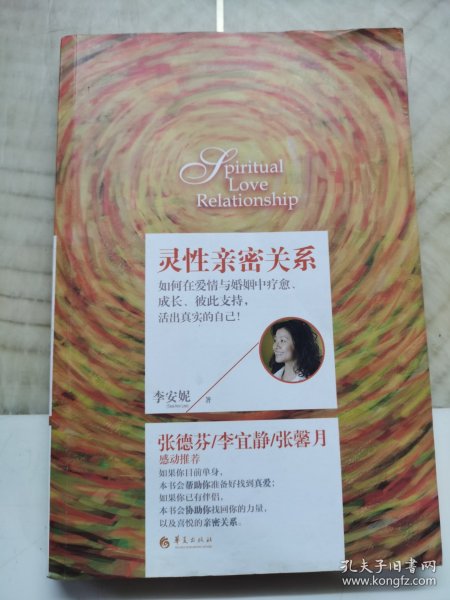 Spiritual
Love
Relationship
灵性亲密关系
如何在爱情与婚姻中疗愈、
成长、彼此支持，
活出真实的自己！
李安妮 著
张德芬/李宜静/张馨月
感动推荐
如果你目前单身，
本书会帮助你准备好找到真爱；
如果你已有伴侣，
本书会协助你找回你的力量，
以及喜悦的亲密关系。
华夏出版社
孔夫子旧书网
www.kongfz.com